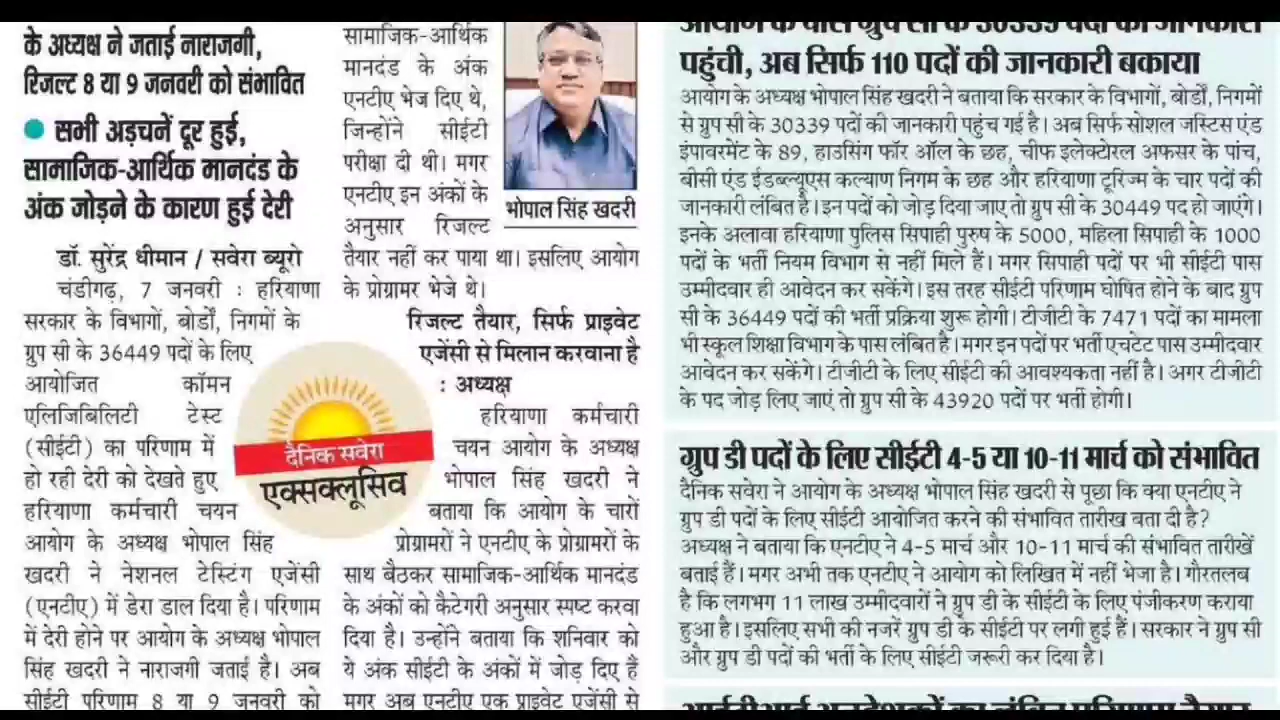 के अध्यक्ष ने जताई नाराजगी,
रिजल्ट 8 या 9 जनवरी को संभावित
सभी अड़चनें दूर हुई,
सामाजिक-आर्थिक मानदंड के
अंक जोड़ने के कारण हुई देरी
डॉ. सुरेंद्र धीमान / सवेरा ब्यूरो
चंडीगढ़, 7 जनवरी : हरियाणा
सरकार के विभागों, बोर्डों, निगमों के
ग्रुप सी के 36449 पदों के लिए
आयोजित कॉमन
एलिजिबिलिटी टेस्ट
(सीईटी) का परिणाम में
हो रही देरी को देखते हुए
हरियाणा कर्मचारी चयन
आयोग के अध्यक्ष भोपाल सिंह
खदरी ने नेशनल टेस्टिंग एजेंसी
(एनटीए) में डेरा डाल दिया है। परिणाम
में देरी होने पर आयोग के अध्यक्ष भोपाल
सिंह खदरी ने नाराजगी जताई है। अब
सीईटी परिणाम 8 या 9 जनवरी को
दैनिक सवेरा
एक्सक्लूसिव
सामाजिक-आर्थिक
मानदंड के अंक
एनटीए भेज दिए थे,
जिन्होंने सीईटी
परीक्षा दी थी। मगर
एनटीए इन अंकों के
अनुसार रिजल्ट
तैयार नहीं कर पाया था। इसलिए आयोग
के प्रोग्रामर भेजे थे।
भोपाल सिंह खदरी
रिजल्ट तैयार, सिर्फ प्राइवेट
एजेंसी से मिलान करवाना है
: अध्यक्ष
हरियाणा कर्मचारी
चयन आयोग के अध्यक्ष
भोपाल सिंह खदरी ने
बताया कि आयोग के चारों
प्रोग्रामरों ने एनटीए के प्रोग्रामरों के
साथ बैठकर सामाजिक-आर्थिक मानदंड
के अंकों को कैटेगरी अनुसार स्पष्ट करवा
दिया है। उन्होंने बताया कि शनिवार को
ये अंक सीईटी के अंकों में जोड़ दिए हैं
मगर अब एनटीए एक प्राइवेट एजेंसी से
आयोग के पास ग्रुप सी के 30339 पदों की जानकारी
पहुंची, अब सिर्फ 110 पदों की जानकारी बकाया
आयोग के अध्यक्ष भोपाल सिंह खदरी ने बताया कि सरकार के विभागों, बोर्डों, निगमों
से ग्रुप सी के 30339 पदों की जानकारी पहुंच गई है। अब सिर्फ सोशल जस्टिस एंड
इंपावरमेंट के 89, हाउसिंग फॉर ऑल के छह, चीफ इलेक्टोरल अफसर के पांच,
बीसी एंड ईडब्ल्यूएस कल्याण निगम के छह और हरियाणा टूरिज्म के चार पदों की
जानकारी लंबित है। इन पदों को जोड़ दिया जाए तो ग्रुप सी के 30449 पद हो जाएंगे।
इनके अलावा हरियाणा पुलिस सिपाही पुरुष के 5000, महिला सिपाही के 1000
पदों के भर्ती नियम विभाग से नहीं मिले हैं। मगर सिपाही पदों पर भी सीईटी पास
उम्मीदवार ही आवेदन कर सकेंगे। इस तरह सीईटी परिणाम घोषित होने के बाद ग्रुप
सी के 36449 पदों की भर्ती प्रक्रिया शुरू होगी। टीजीटी के 7471 पदों का मामला
भी स्कूल शिक्षा विभाग के पास लंबित है। मगर इन पदों पर भर्ती एचटेट पास उम्मीदवार
आवेदन कर सकेंगे। टीजीटी के लिए सीईटी की आवश्यकता नहीं है। अगर टीजीटी
के पद जोड़ लिए जाएं तो ग्रुप सी के 43920 पदों पर भर्ती होगी।
ग्रुप डी पदों के लिए सीईटी 4-5 या 10-11 मार्च को संभावित
दैनिक सवेरा ने आयोग के अध्यक्ष भोपाल सिंह खदरी से पूछा कि क्या एनटीए ने
ग्रुप डी पदों के लिए सीईटी आयोजित करने की संभावित तारीख बता दी है?
अध्यक्ष ने बताया कि एनटीए ने 4-5 मार्च और 10-11 मार्च की संभावित तारीखें
बताई हैं। मगर अभी तक एनटीए ने आयोग को लिखित में नहीं भेजा है। गौरतलब
है कि लगभग 11 लाख उम्मीदवारों ने ग्रुप डी के सीईटी के लिए पंजीकरण कराया
हुआ है। इसलिए सभी की नजरें ग्रुप डी के सीईटी पर लगी हुई हैं। सरकार ने ग्रुप सी
और ग्रुप डी पदों की भर्ती के लिए सीईटी जरूरी कर दिया है।